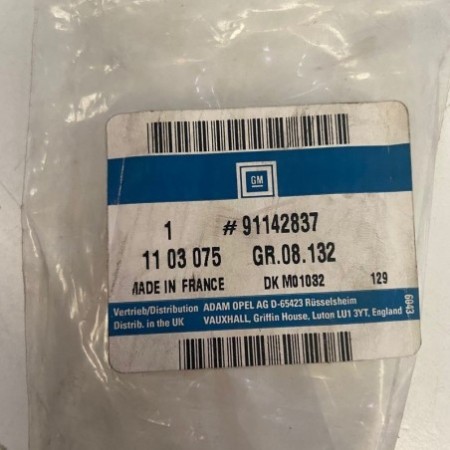 GM
1 # 91142837
11 03 075 GR.08.132
MADE IN FRANCE DK M01032 129
Vertrieb/Distribution ADAM OPEL AG D-65423 Rüsselsheim
Distrib. in the UK VAUXHALL, Griffin House, Luton LU1 3YT, England
6943